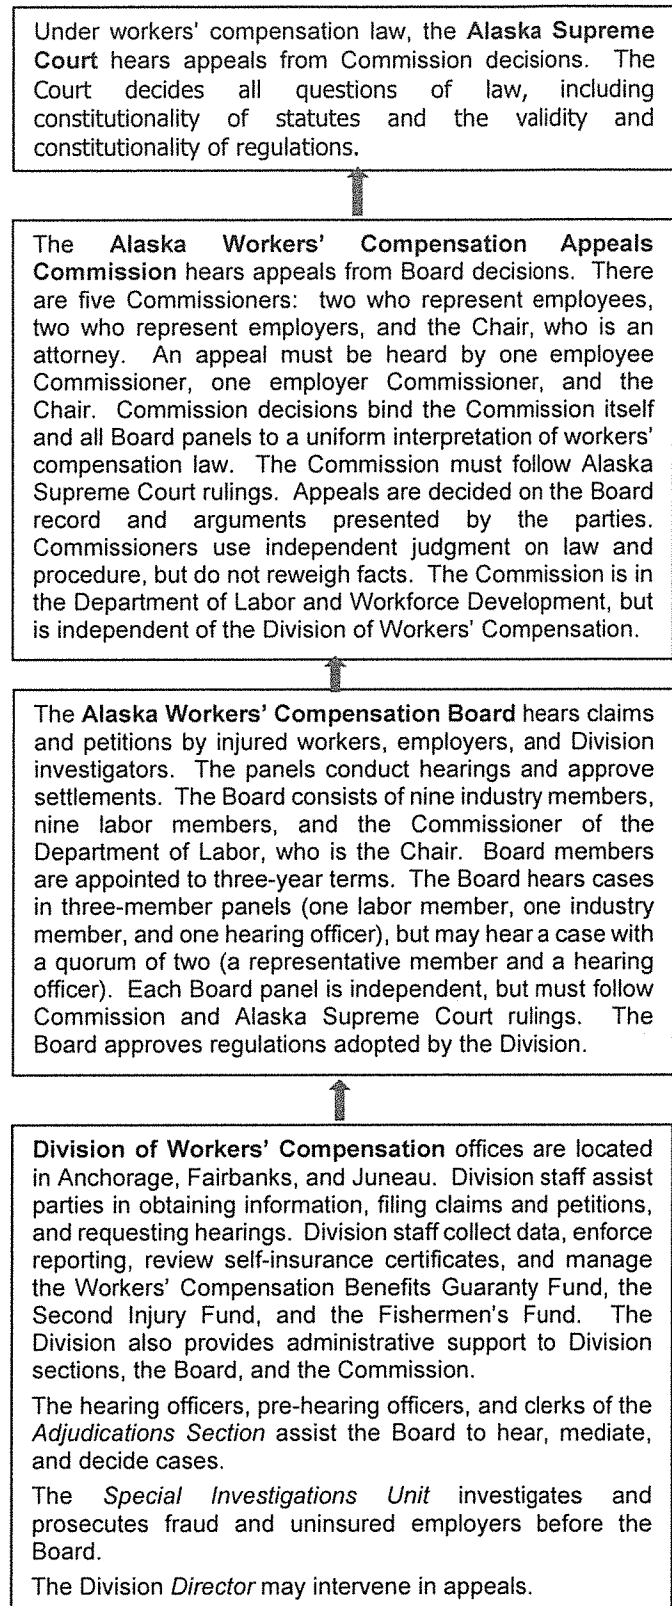 Under workers' compensation law, the Alaska Supreme
Court hears appeals from Commission decisions. The
Court decides all questions of law, including
constitutionality of statutes and the validity and
constitutionality of regulations.
The Alaska Workers' Compensation Appeals
Commission hears appeals from Board decisions. There
are five Commissioners: two who represent employees,
two who represent employers, and the Chair, who is an
attorney. An appeal must be heard by one employee
Commissioner, one employer Commissioner, and the
Chair. Commission decisions bind the Commission itself
and all Board panels to a uniform interpretation of workers'
compensation law. The Commission must follow Alaska
Supreme Court rulings. Appeals are decided on the Board
record and arguments presented by the parties.
Commissioners use independent judgment on law and
procedure, but do not reweigh facts. The Commission is in
the Department of Labor and Workforce Development, but
is independent of the Division of Workers' Compensation.
The Alaska Workers' Compensation Board hears claims
and petitions by injured workers, employers, and Division
investigators. The panels conduct hearings and approve
settlements. The Board consists of nine industry members,
nine labor members, and the Commissioner of the
Department of Labor, who is the Chair. Board members
are appointed to three-year terms. The Board hears cases
in three-member panels (one labor member, one industry
member, and one hearing officer), but may hear a case with
a quorum of two (a representative member and a hearing
officer). Each Board panel is independent, but must follow
Commission and Alaska Supreme Court rulings. The
Board approves regulations adopted by the Division.
Division of Workers' Compensation offices are located
in Anchorage, Fairbanks, and Juneau. Division staff assist
parties in obtaining information, filing claims and petitions,
and requesting hearings. Division staff collect data, enforce
reporting, review self-insurance certificates, and manage
the Workers' Compensation Benefits Guaranty Fund, the
Second Injury Fund, and the Fishermen's Fund. The
Division also provides administrative support to Division
sections, the Board, and the Commission.
The hearing officers, pre-hearing officers, and clerks of the
Adjudications Section assist the Board to hear, mediate,
and decide cases.
The Special Investigations Unit investigates and
prosecutes fraud and uninsured employers before the
Board.
The Division Director may intervene in appeals.